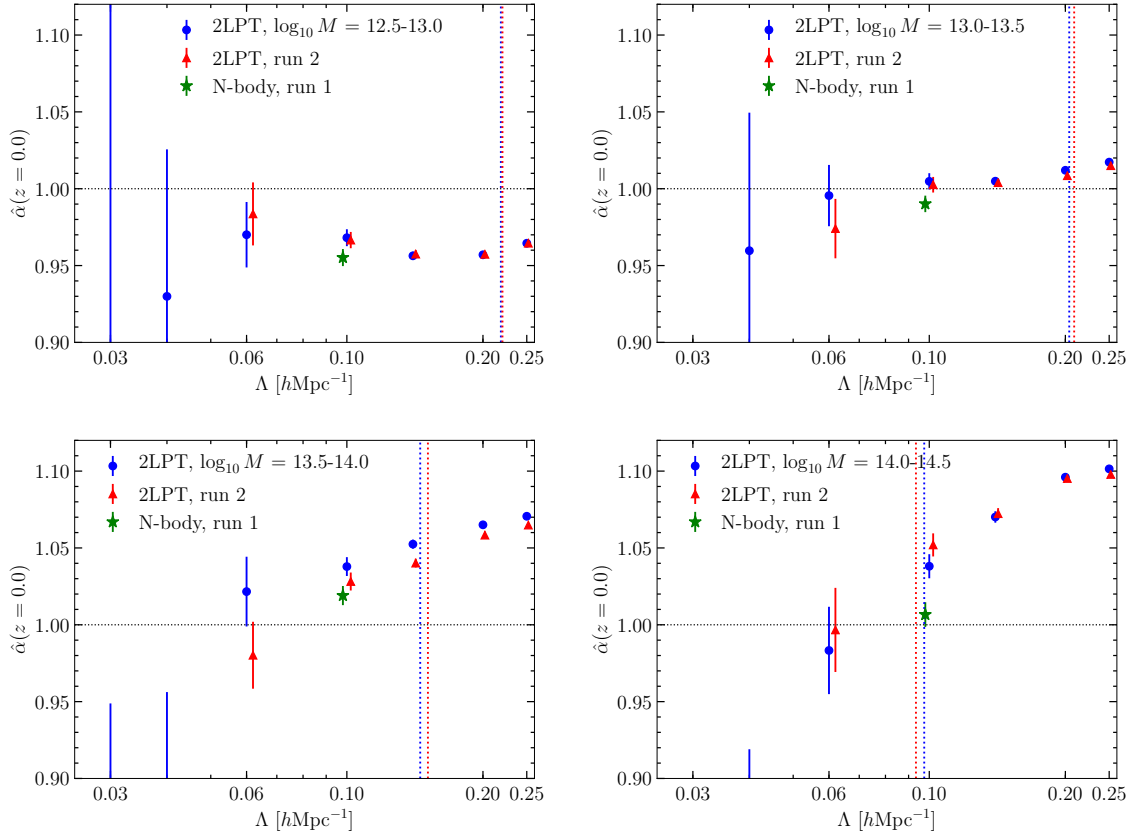 2LPT, log₁₀ M = 12.5-13.0
2LPT, run 2
N-body, run 1
1.10
1.05
1.00
0.95
0.90
α̂(z = 0.0)
0.03 0.06 0.10 0.20 0.25
Λ [hMpc⁻¹]
2LPT, log₁₀ M = 13.0-13.5
2LPT, run 2
N-body, run 1
1.10
1.05
1.00
0.95
0.90
α̂(z = 0.0)
0.03 0.06 0.10 0.20 0.25
Λ [hMpc⁻¹]
2LPT, log₁₀ M = 13.5-14.0
2LPT, run 2
N-body, run 1
1.10
1.05
1.00
0.95
0.90
α̂(z = 0.0)
0.03 0.06 0.10 0.20 0.25
Λ [hMpc⁻¹]
2LPT, log₁₀ M = 14.0-14.5
2LPT, run 2
N-body, run 1
1.10
1.05
1.00
0.95
0.90
α̂(z = 0.0)
0.03 0.06 0.10 0.20 0.25
Λ [hMpc⁻¹]